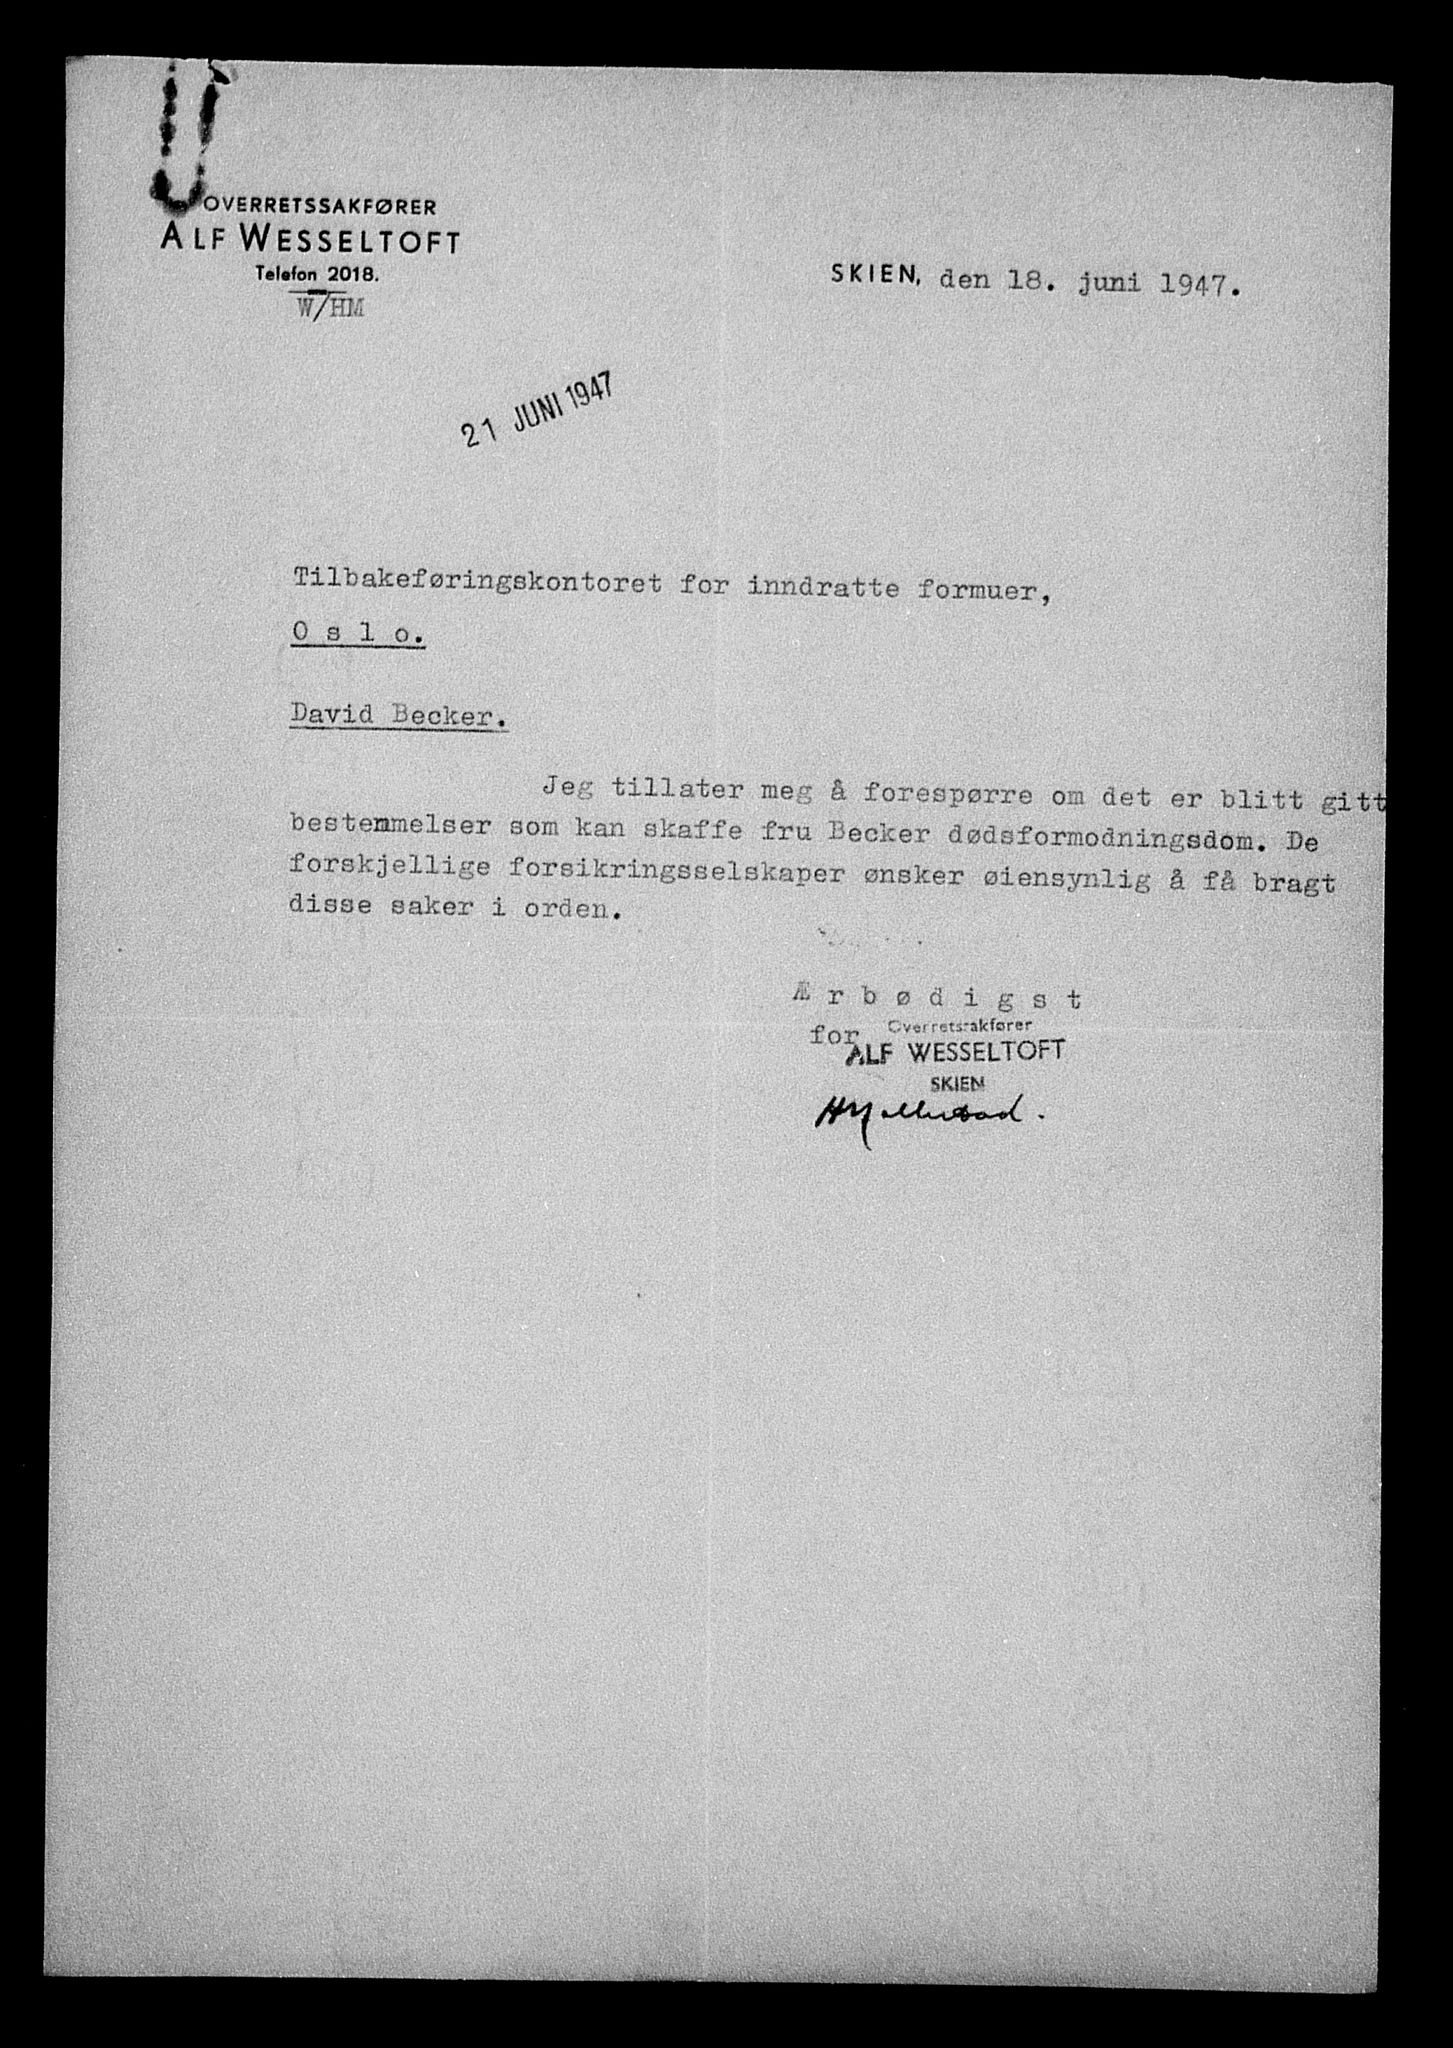 OVERRETSSAKFØRER
ALF WESSELTOFT
Telefon 2018.
W/HM
SKIEN, den 18. juni 1947.
21 JUNI 1947
Tilbakeføringskontoret for inndratte formuer,
O s l o.
David Becker.
Jeg tillater meg å forespørre om det er blitt gitt
bestemmelser som kan skaffe fru Becker dødsformodningsdom. De
forskjellige forsikringsselskaper ønsker øiensynlig å få bragt
disse saker i orden.
Æ r b ø d i g s t
for Overretssakfører
ALF WESSELTOFT
SKIEN